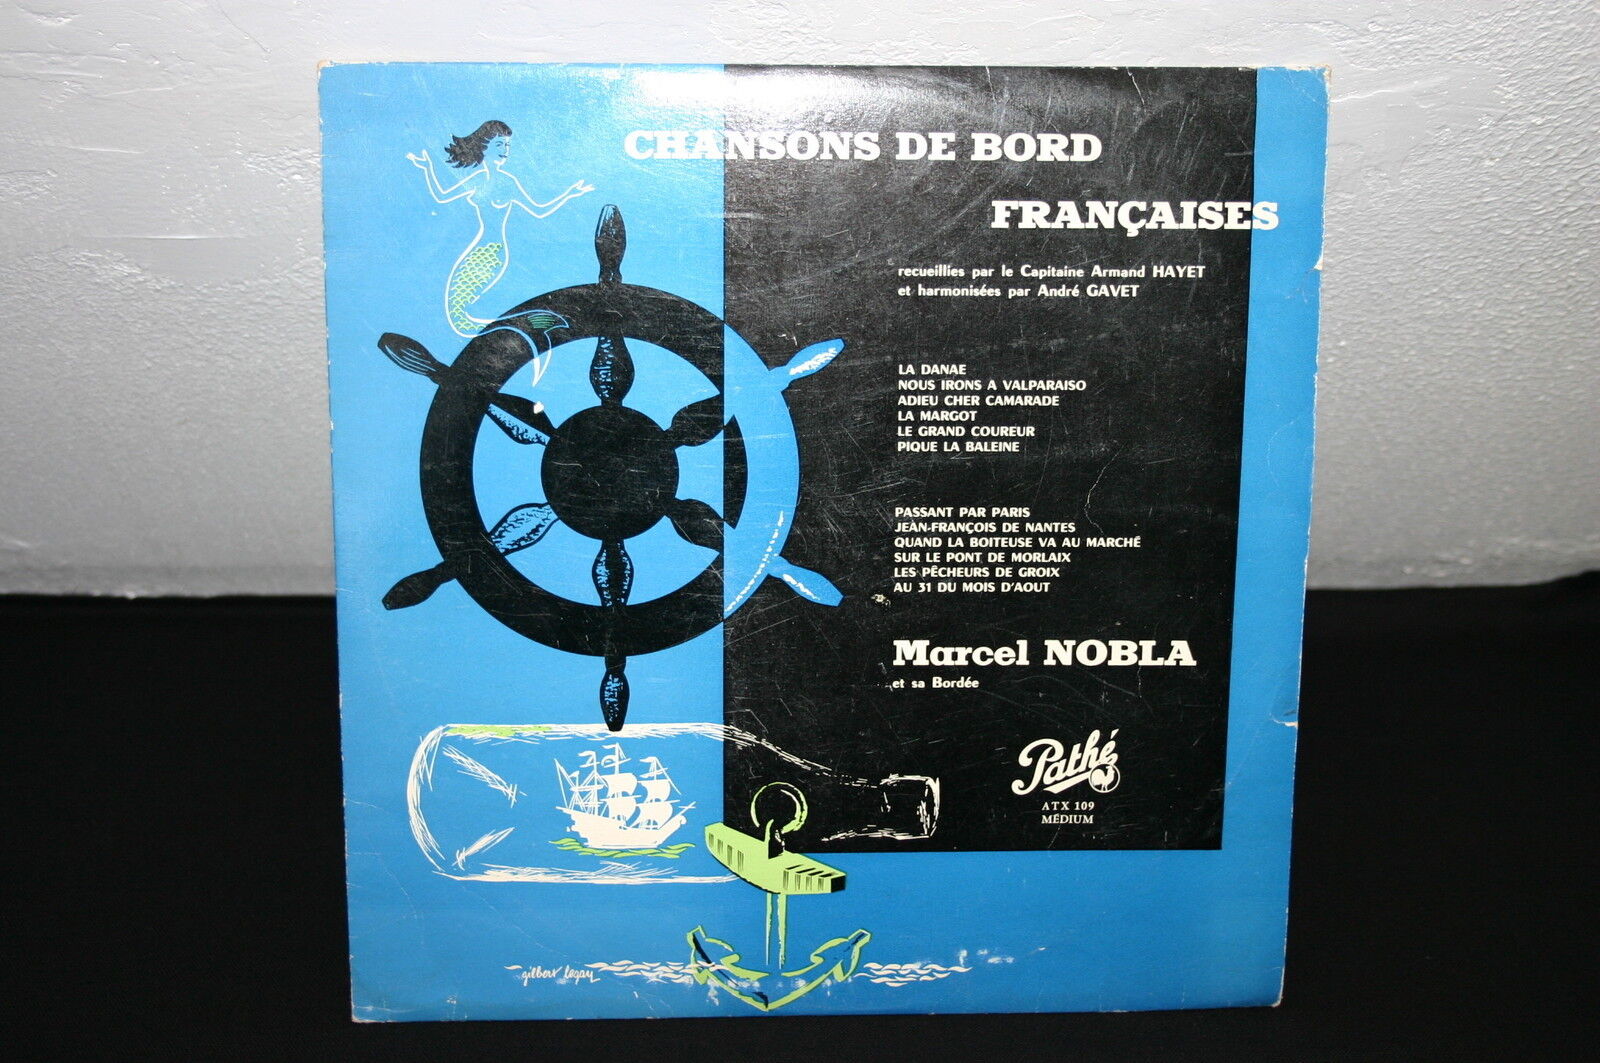 CHANSONS DE BORD
FRANÇAISES
recueillies par le Capitaine Armand HAYET
et harmonisées par André GAVET
LA DANAE
NOUS IRONS A VALPARAISO
ADIEU CHER CAMARADE
LA MARGOT
LE GRAND COUREUR
PIQUE LA BALEINE
PASSANT PAR PARIS
JEAN-FRANÇOIS DE NANTES
QUAND LA BOITEUSE VA AU MARCHÉ
SUR LE PONT DE MORLAIX
LES PÊCHEURS DE GROIX
AU 31 DU MOIS D'AOUT
Marcel NOBLA
et sa Bordée
Pathé
ATX 109
MÉDIUM
gilbert legay